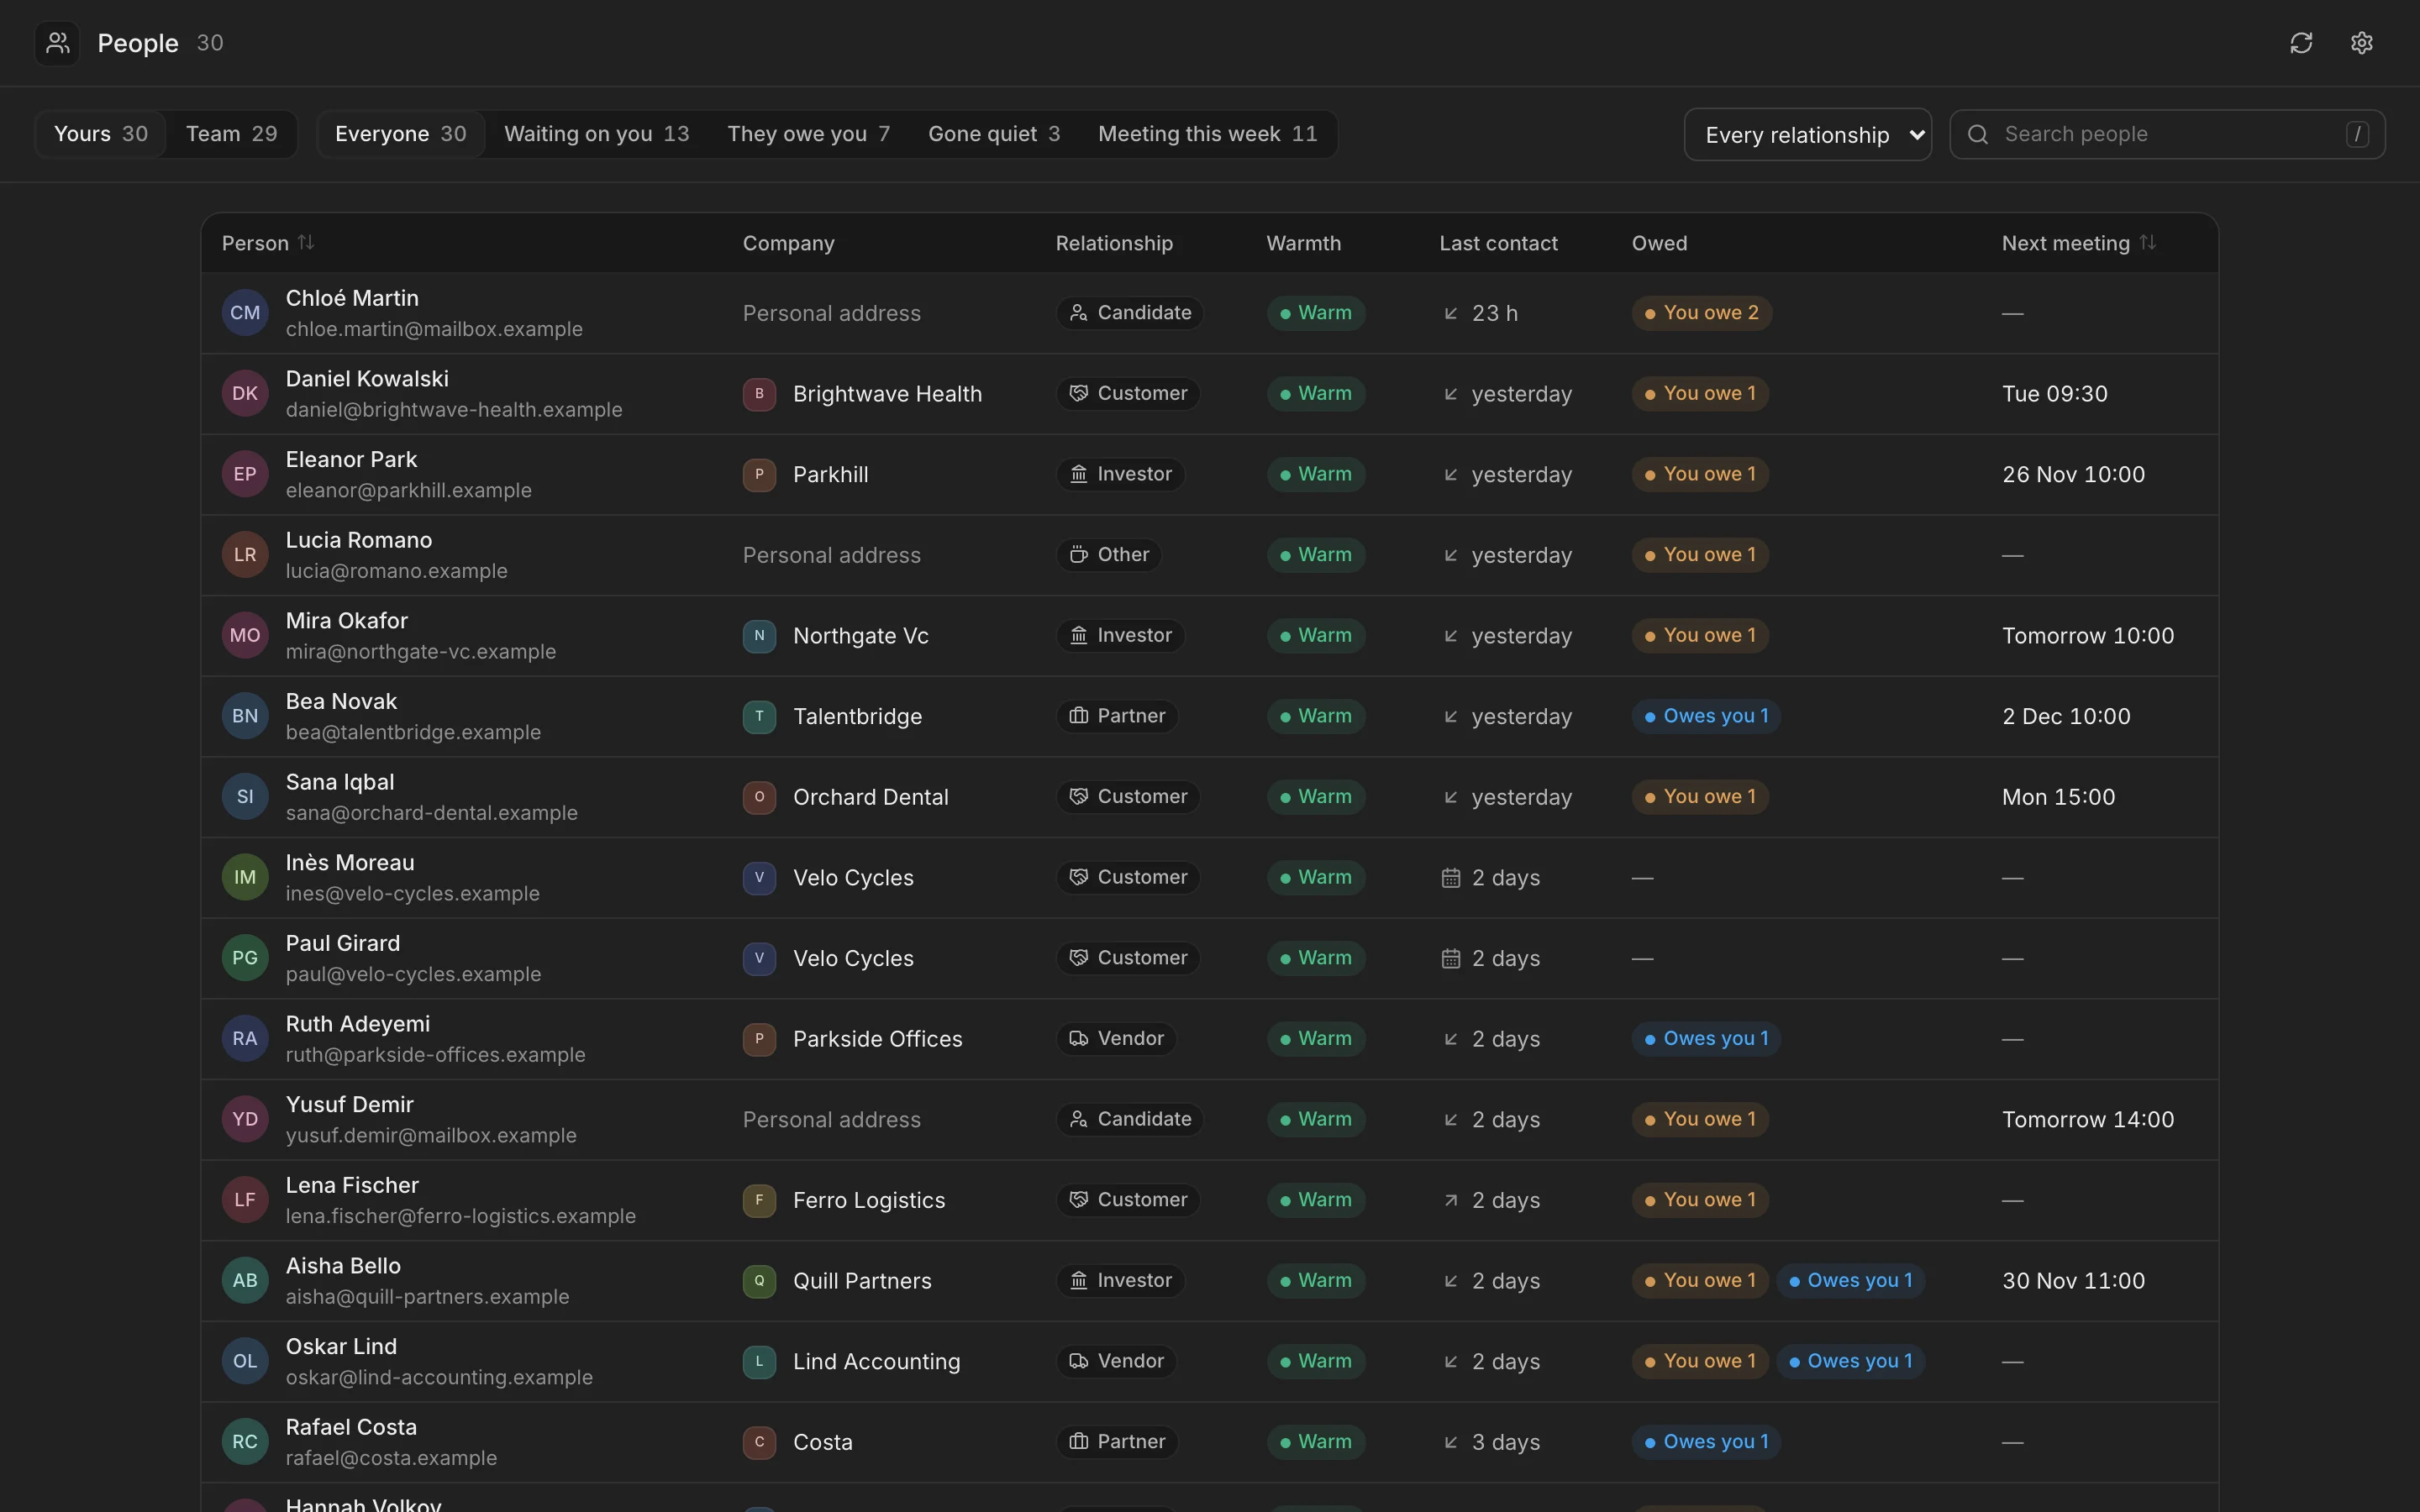 People 30
Yours 30 Team 29 Everyone 30 Waiting on you 13 They owe you 7 Gone quiet 3 Meeting this week 11 Every relationship Search people /
Person Company Relationship Warmth Last contact Owed Next meeting
CM Chloé Martin
chloe.martin@mailbox.example
Personal address Candidate Warm 23 h You owe 2 —
DK Daniel Kowalski
daniel@brightwave-health.example
B Brightwave Health Customer Warm yesterday You owe 1 Tue 09:30
EP Eleanor Park
eleanor@parkhill.example
P Parkhill Investor Warm yesterday You owe 1 26 Nov 10:00
LR Lucia Romano
lucia@romano.example
Personal address Other Warm yesterday You owe 1 —
MO Mira Okafor
mira@northgate-vc.example
N Northgate Vc Investor Warm yesterday You owe 1 Tomorrow 10:00
BN Bea Novak
bea@talentbridge.example
T Talentbridge Partner Warm yesterday Owes you 1 2 Dec 10:00
SI Sana Iqbal
sana@orchard-dental.example
O Orchard Dental Customer Warm yesterday You owe 1 Mon 15:00
IM Inès Moreau
ines@velo-cycles.example
V Velo Cycles Customer Warm 2 days — —
PG Paul Girard
paul@velo-cycles.example
V Velo Cycles Customer Warm 2 days — —
RA Ruth Adeyemi
ruth@parkside-offices.example
P Parkside Offices Vendor Warm 2 days Owes you 1 —
YD Yusuf Demir
yusuf.demir@mailbox.example
Personal address Candidate Warm 2 days You owe 1 Tomorrow 14:00
LF Lena Fischer
lena.fischer@ferro-logistics.example
F Ferro Logistics Customer Warm 2 days You owe 1 —
AB Aisha Bello
aisha@quill-partners.example
Q Quill Partners Investor Warm 2 days You owe 1 Owes you 1 30 Nov 11:00
OL Oskar Lind
oskar@lind-accounting.example
L Lind Accounting Vendor Warm 2 days You owe 1 Owes you 1 —
RC Rafael Costa
rafael@costa.example
C Costa Partner Warm 3 days Owes you 1 —
Hannah Volkov